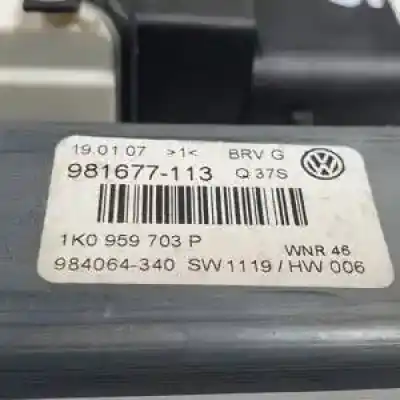 19.01.07 >1< BRV G
981677-113 Q 37S
1K0 959 703 P
WNR 46
984064-340 SW1119 / HW 006